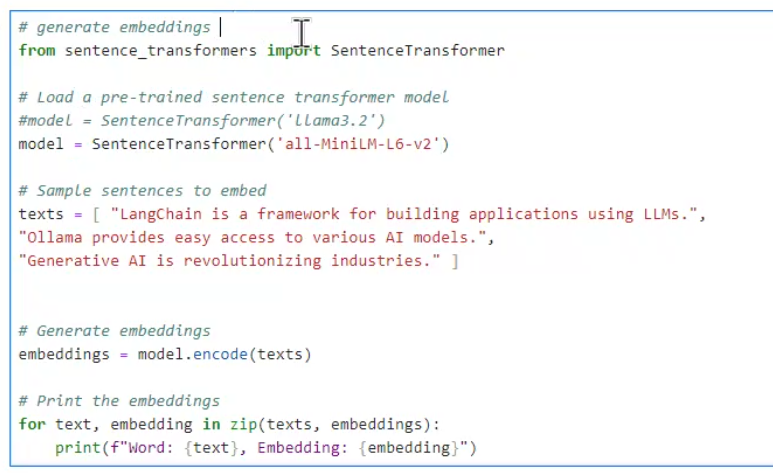 # generate embeddings
from sentence_transformers import SentenceTransformer
# Load a pre-trained sentence transformer model
#model = SentenceTransformer('llama3.2')
model = SentenceTransformer('all-MiniLM-L6-v2')
# Sample sentences to embed
texts = [ "LangChain is a framework for building applications using LLMs.",
"Ollama provides easy access to various AI models.",
"Generative AI is revolutionizing industries." ]
# Generate embeddings
embeddings = model.encode(texts)
# Print the embeddings
for text, embedding in zip(texts, embeddings):
    print(f"Word: {text}, Embedding: {embedding}")